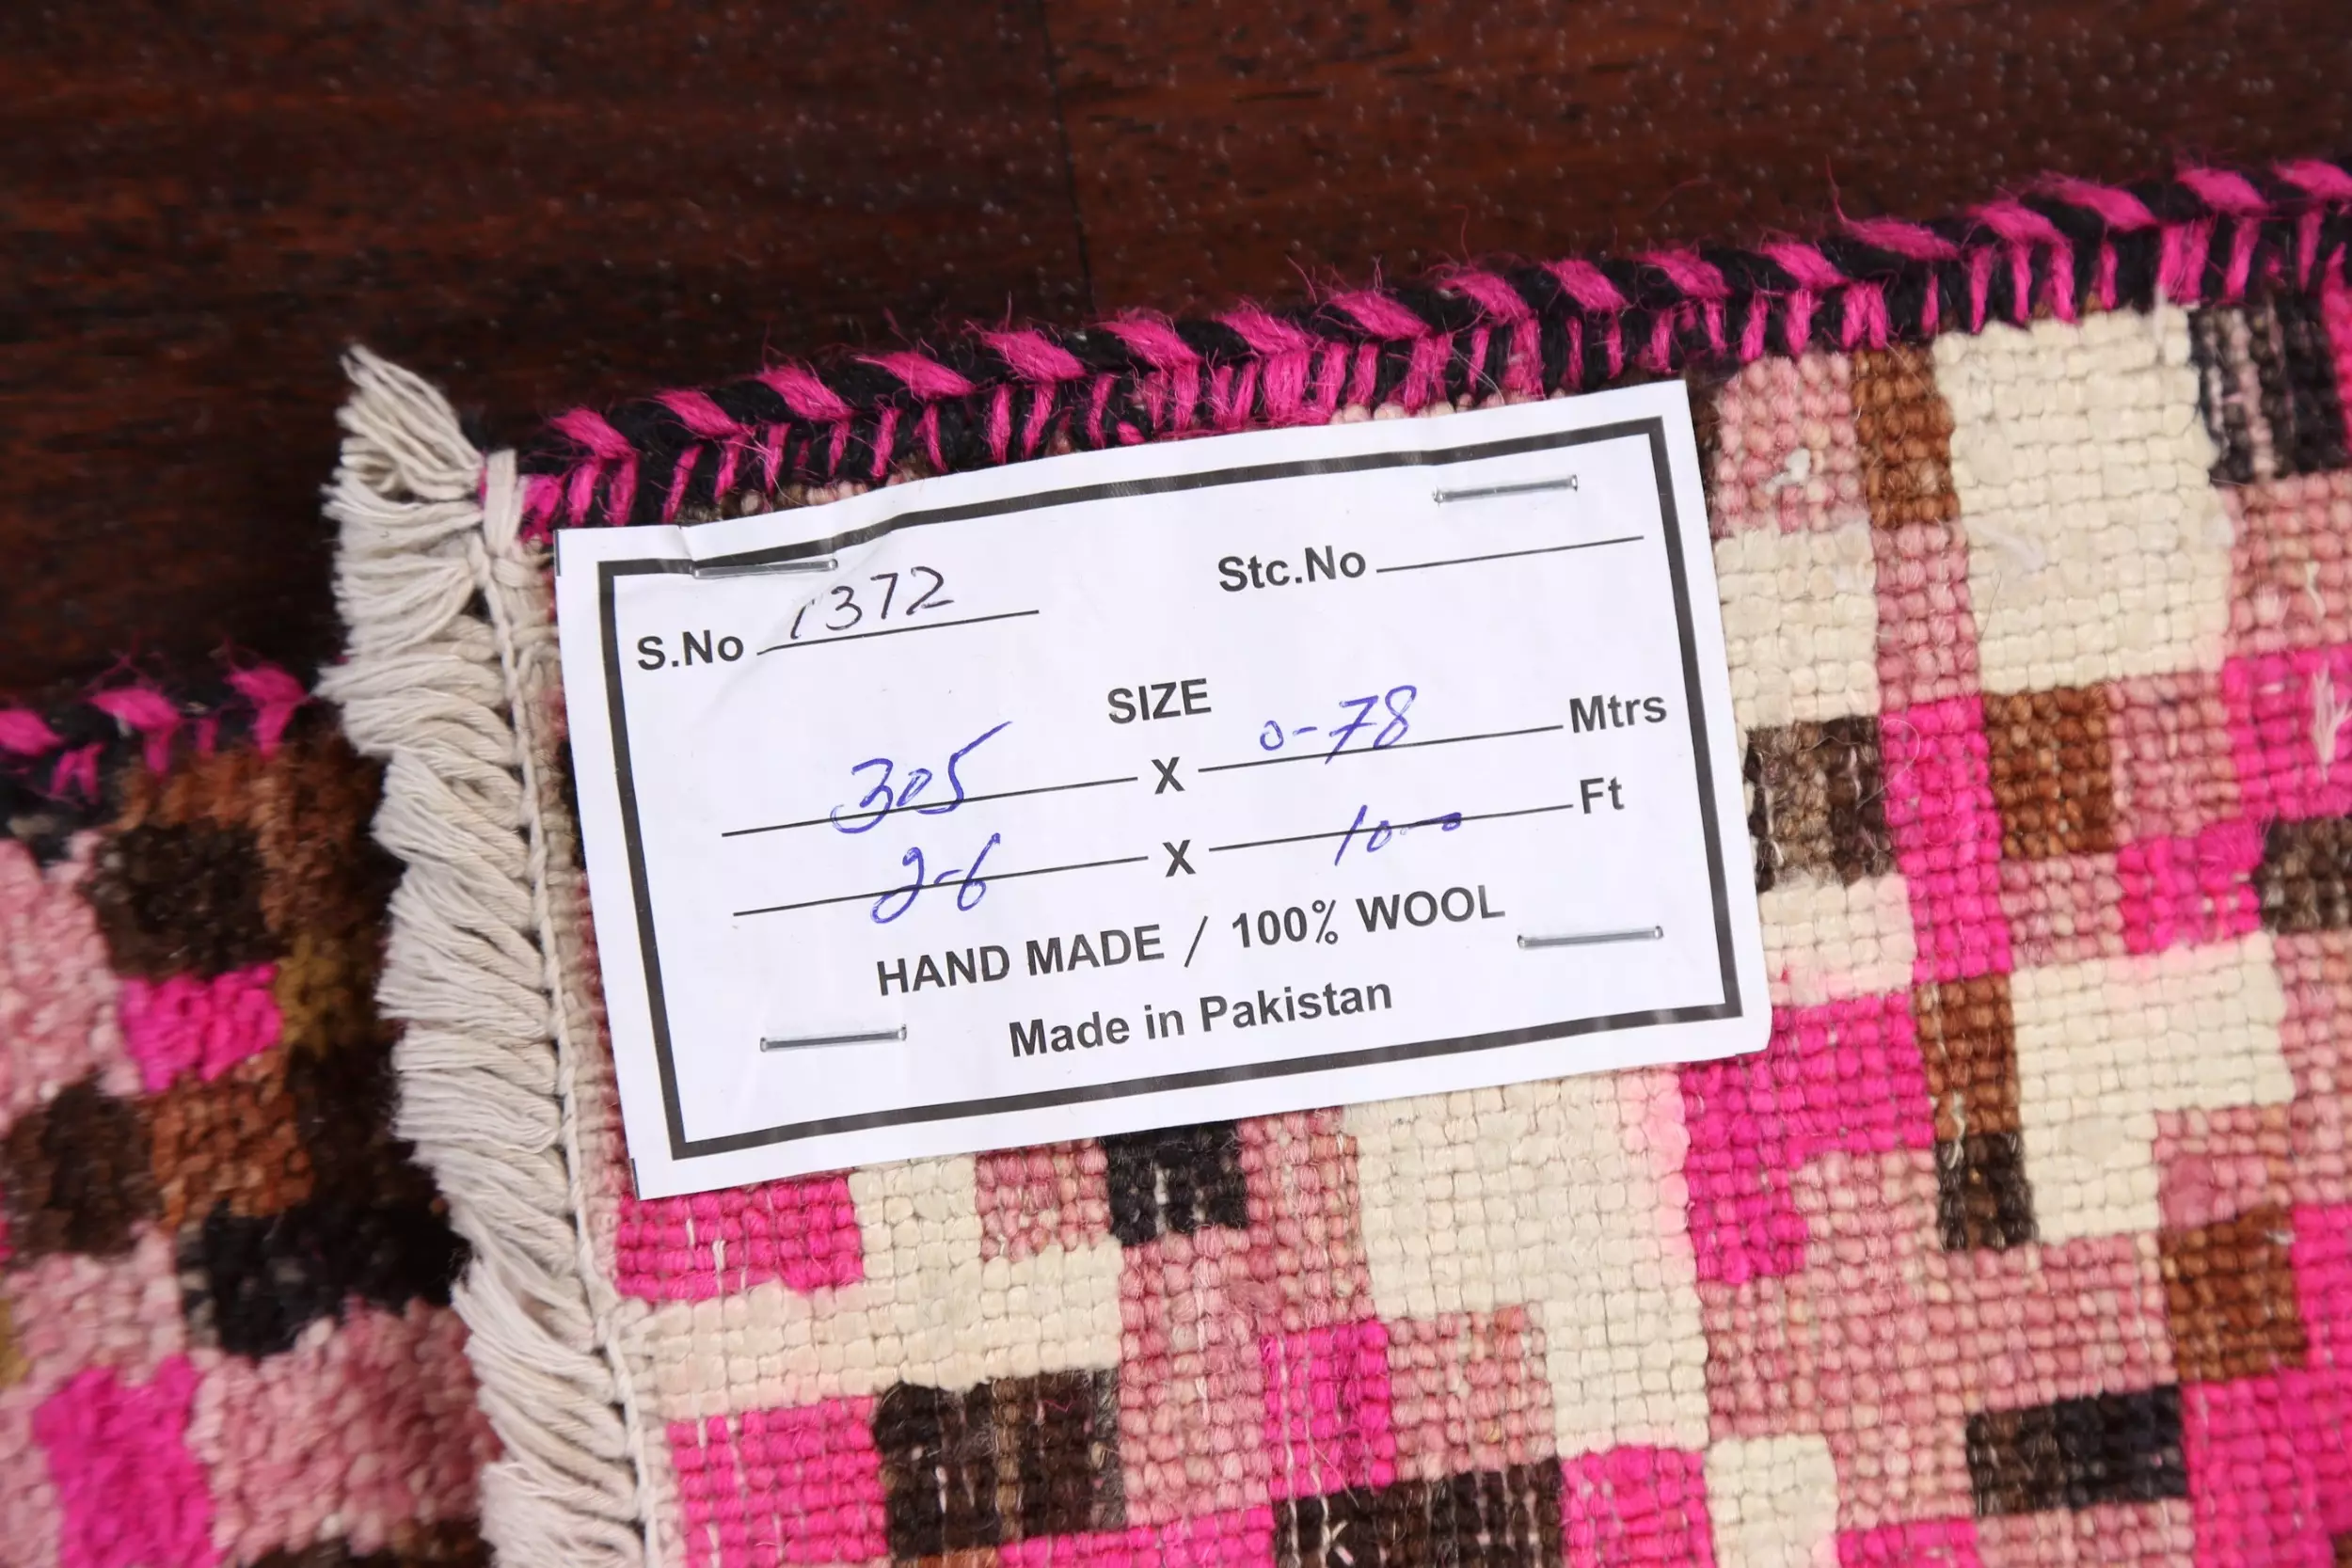 S.No 1372 Stc.No
SIZE
305 X 0-78 Mtrs
2-6 X 10-0 Ft
HAND MADE / 100% WOOL
Made in Pakistan